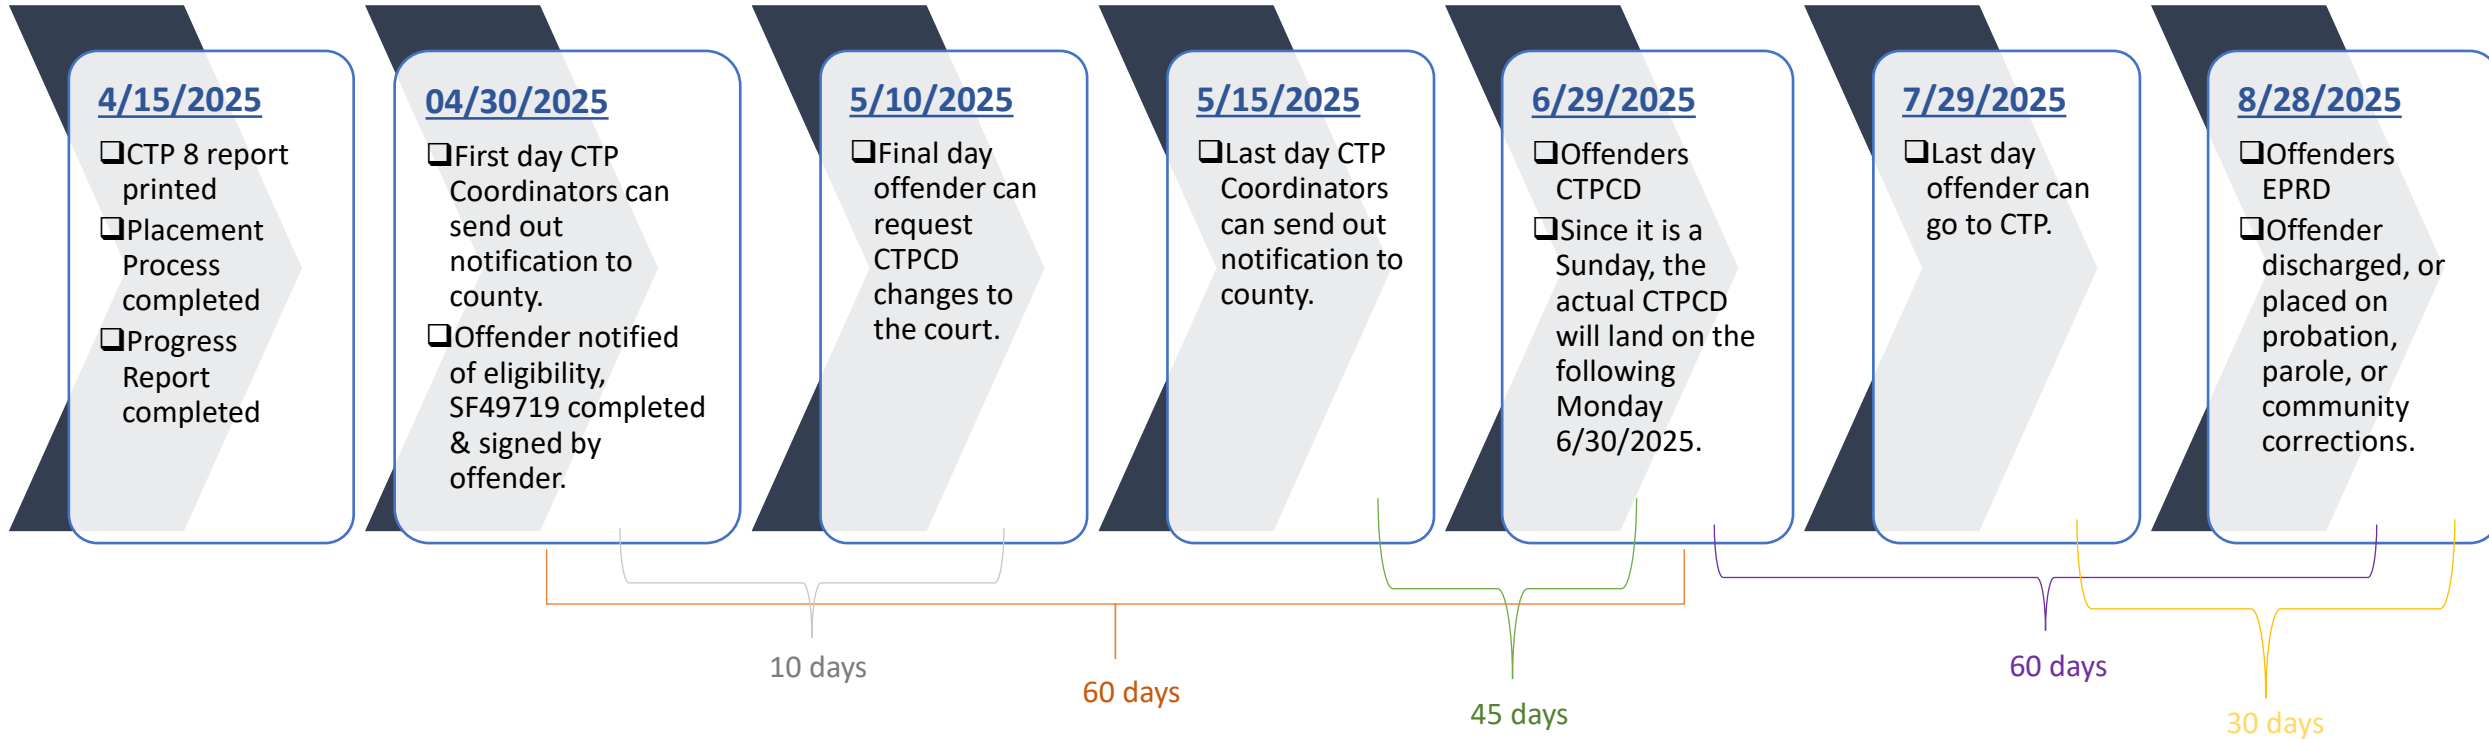 4/15/2025
❑CTP 8 report
printed
❑Placement
Process
completed
❑Progress
Report
completed
04/30/2025
❑First day CTP
Coordinators can
send out
notification to
county.
❑Offender notified
of eligibility,
SF49719 completed
& signed by
offender.
5/10/2025
❑Final day
offender can
request
CTPCD
changes to
the court.
5/15/2025
❑Last day CTP
Coordinators
can send out
notification to
county.
6/29/2025
❑Offenders
CTPCD
❑Since it is a
Sunday, the
actual CTPCD
will land on the
following
Monday
6/30/2025.
7/29/2025
❑Last day
offender can
go to CTP.
8/28/2025
❑Offenders
EPRD
❑Offender
discharged, or
placed on
probation,
parole, or
community
corrections.
10 days
60 days
45 days
60 days
30 days